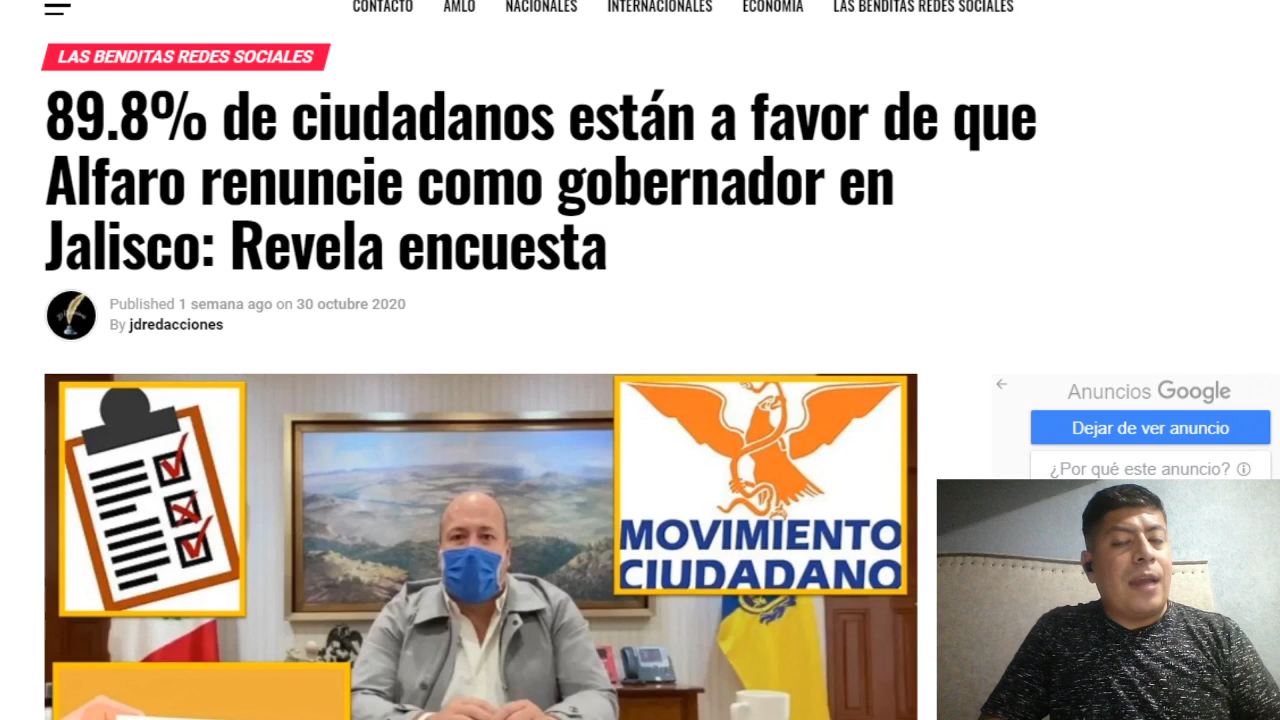 CONTACTO AMLO NACIONALES INTERNACIONALES ECONOMÍA LAS BENDITAS REDES SOCIALES
LAS BENDITAS REDES SOCIALES
89.8% de ciudadanos están a favor de que
Alfaro renuncie como gobernador en
Jalisco: Revela encuesta
Published 1 semana ago on 30 octubre 2020
By jdredacciones
MOVIMIENTO
CIUDADANO
Anuncios Google
Dejar de ver anuncio
¿Por qué este anuncio?